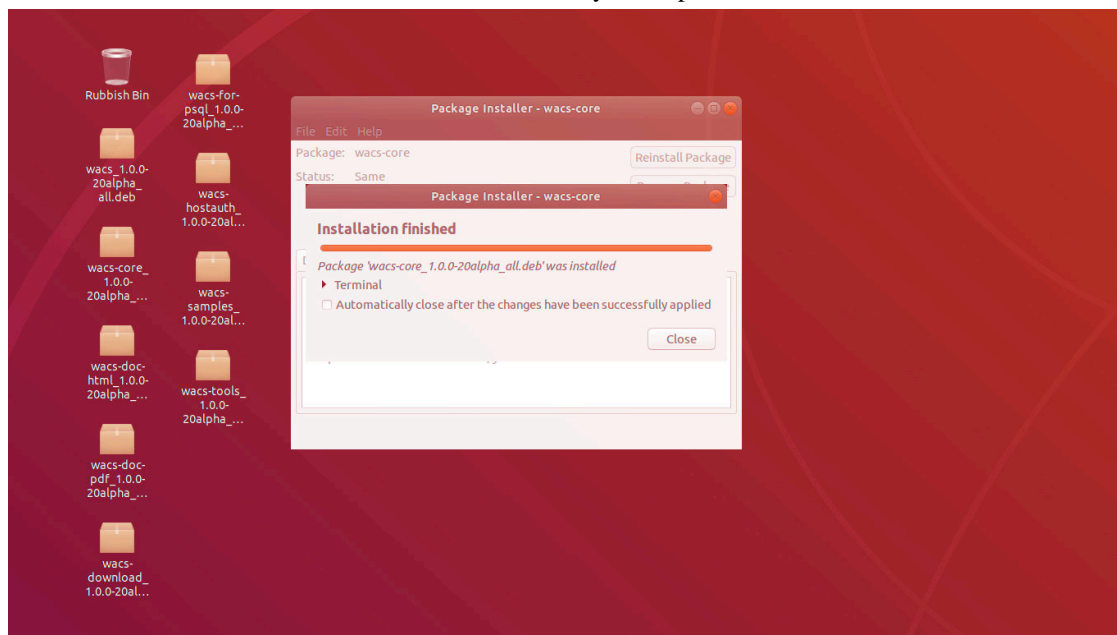 Rubbish Bin
wacs_1.0.0-
20alpha_
all.deb
wacs-core_
1.0.0-
20alpha_...
wacs-doc-
html_1.0.0-
20alpha_...
wacs-doc-
pdf_1.0.0-
20alpha_...
wacs-
download_
1.0.0-20al...
wacs-for-
psql_1.0.0-
20alpha_...
wacs-
hostauth_
1.0.0-20al...
wacs-
samples_
1.0.0-20al...
wacs-tools_
1.0.0-
20alpha_...
Package Installer - wacs-core
File Edit Help
Package: wacs-core
Reinstall Package
Status: Same
Package Installer - wacs-core
Installation finished
Package 'wacs-core_1.0.0-20alpha_all.deb' was installed
Terminal
Automatically close after the changes have been successfully applied
Close